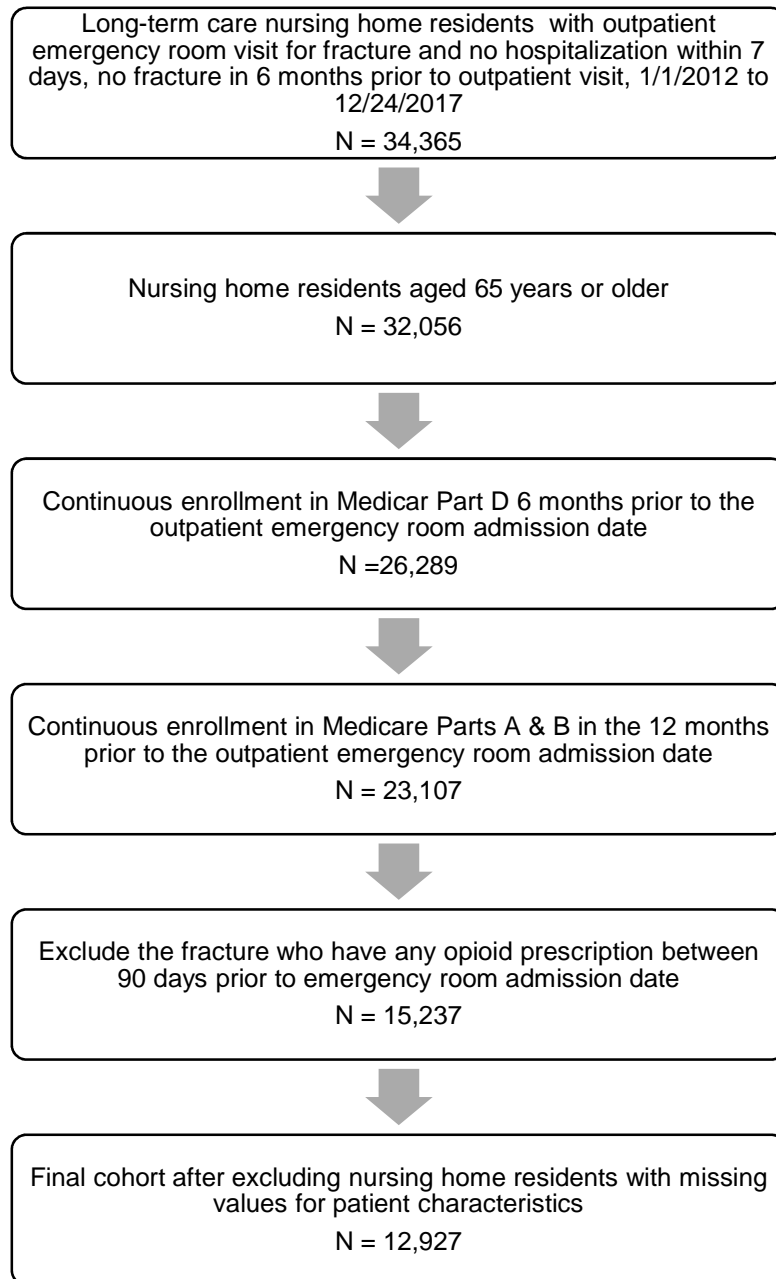 Long-term care nursing home residents with outpatient
emergency room visit for fracture and no hospitalization within 7
days, no fracture in 6 months prior to outpatient visit, 1/1/2012 to
12/24/2017
N = 34,365
Nursing home residents aged 65 years or older
N = 32,056
Continuous enrollment in Medicar Part D 6 months prior to the
outpatient emergency room admission date
N =26,289
Continuous enrollment in Medicare Parts A & B in the 12 months
prior to the outpatient emergency room admission date
N = 23,107
Exclude the fracture who have any opioid prescription between
90 days prior to emergency room admission date
N = 15,237
Final cohort after excluding nursing home residents with missing
values for patient characteristics
N = 12,927